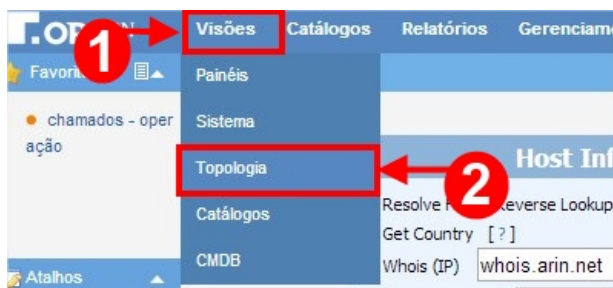 Visões Catálogos Relatórios Gerenciam
1
Painéis
chamados - oper
ação
Sistema
Topologia
2
Host Inf
Catálogos
Resolve
everse Lookup
Get Country [?]
CMDB
Whois (IP) whois.arin.net
Atalhos